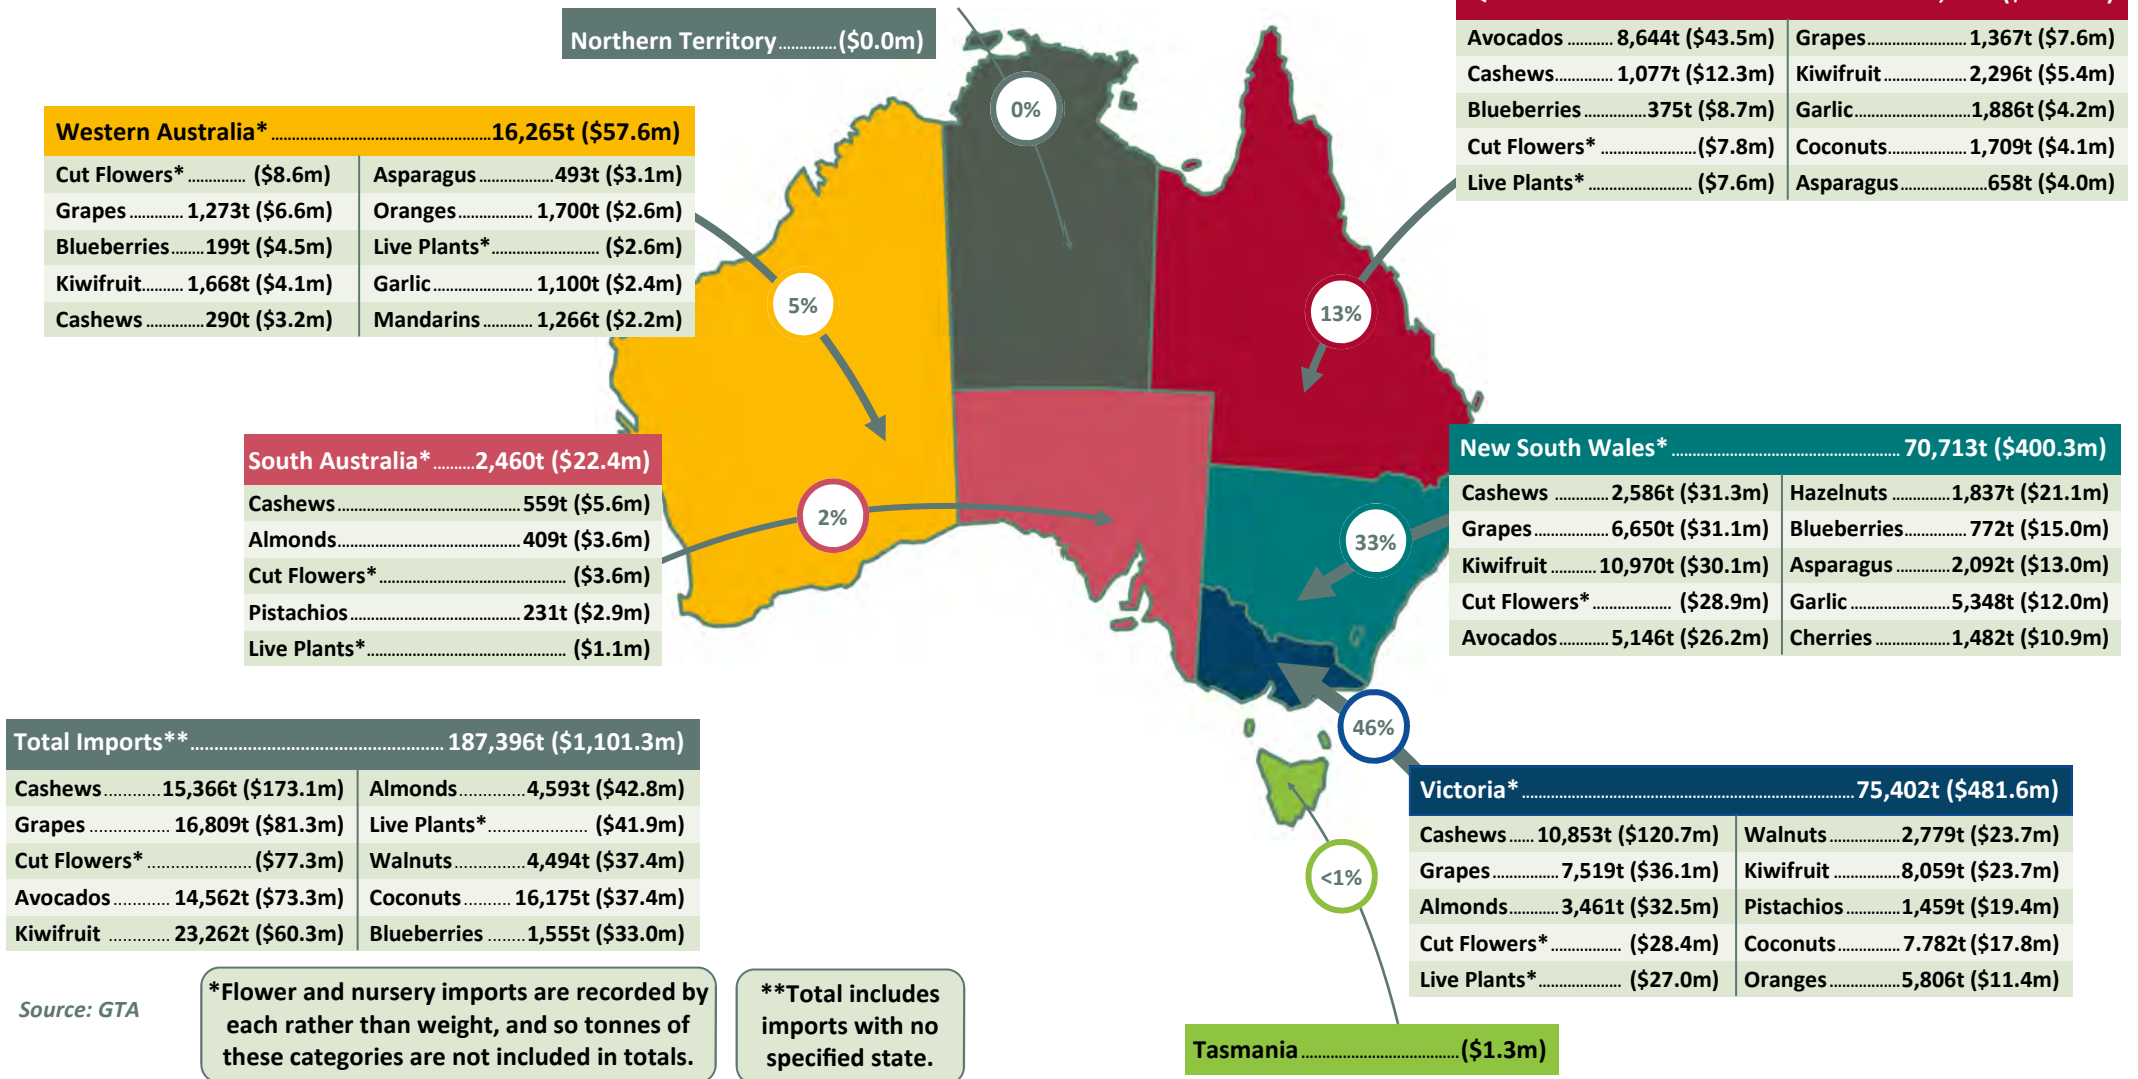 Northern Territory ($0.0m)
0%
Western Australia* 16,265t ($57.6m)
Cut Flowers* ($8.6m) Asparagus 493t ($3.1m)
Grapes 1,273t ($6.6m) Oranges 1,700t ($2.6m)
Blueberries 199t ($4.5m) Live Plants* ($2.6m)
Kiwifruit 1,668t ($4.1m) Garlic 1,100t ($2.4m)
Cashews 290t ($3.2m) Mandarins 1,266t ($2.2m)
5%
Avocados 8,644t ($43.5m) Grapes 1,367t ($7.6m)
Cashews 1,077t ($12.3m) Kiwifruit 2,296t ($5.4m)
Blueberries 375t ($8.7m) Garlic 1,886t ($4.2m)
Cut Flowers* ($7.8m) Coconuts 1,709t ($4.1m)
Live Plants* ($7.6m) Asparagus 658t ($4.0m)
13%
South Australia* 2,460t ($22.4m)
Cashews 559t ($5.6m)
Almonds 409t ($3.6m)
Cut Flowers* ($3.6m)
Pistachios 231t ($2.9m)
Live Plants* ($1.1m)
2%
New South Wales* 70,713t ($400.3m)
Cashews 2,586t ($31.3m) Hazelnuts 1,837t ($21.1m)
Grapes 6,650t ($31.1m) Blueberries 772t ($15.0m)
Kiwifruit 10,970t ($30.1m) Asparagus 2,092t ($13.0m)
Cut Flowers* ($28.9m) Garlic 5,348t ($12.0m)
Avocados 5,146t ($26.2m) Cherries 1,482t ($10.9m)
33%
Total Imports** 187,396t ($1,101.3m)
Cashews 15,366t ($173.1m) Almonds 4,593t ($42.8m)
Grapes 16,809t ($81.3m) Live Plants* ($41.9m)
Cut Flowers* ($77.3m) Walnuts 4,494t ($37.4m)
Avocados 14,562t ($73.3m) Coconuts 16,175t ($37.4m)
Kiwifruit 23,262t ($60.3m) Blueberries 1,555t ($33.0m)
46%
Victoria* 75,402t ($481.6m)
Cashews 10,853t ($120.7m) Walnuts 2,779t ($23.7m)
Grapes 7,519t ($36.1m) Kiwifruit 8,059t ($23.7m)
Almonds 3,461t ($32.5m) Pistachios 1,459t ($19.4m)
Cut Flowers* ($28.4m) Coconuts 7.782t ($17.8m)
Live Plants* ($27.0m) Oranges 5,806t ($11.4m)
<1%
Tasmania ($1.3m)
Source: GTA
*Flower and nursery imports are recorded by
each rather than weight, and so tonnes of
these categories are not included in totals.
**Total includes
imports with no
specified state.